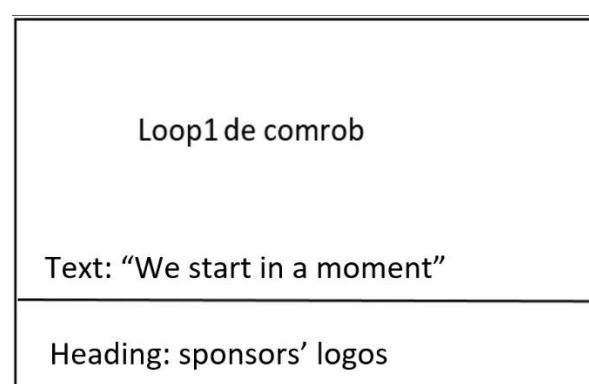 Loop1 de comrob
Text: “We start in a moment”
Heading: sponsors’ logos